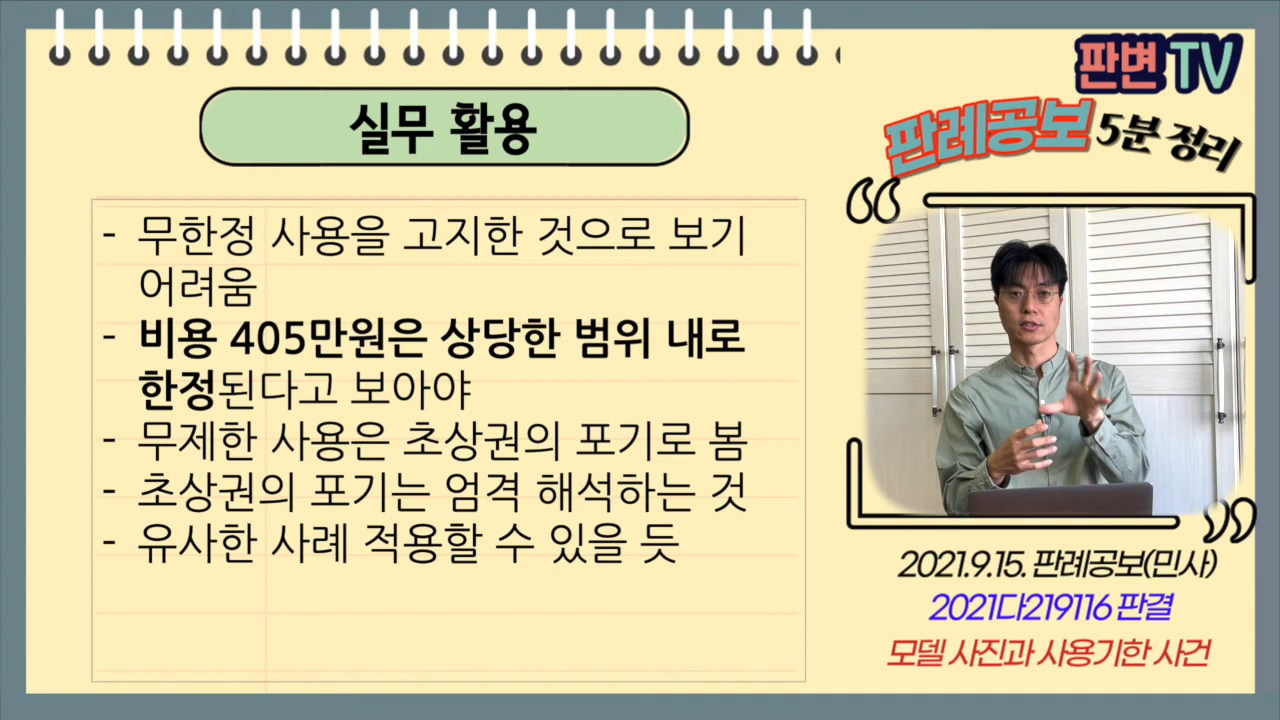 실무 활용
- 무한정 사용을 고지한 것으로 보기
어려움
- 비용 405만원은 상당한 범위 내로
한정된다고 보아야
- 무제한 사용은 초상권의 포기로 봄
- 초상권의 포기는 엄격 해석하는 것
- 유사한 사례 적용할 수 있을 듯
판변 TV
판례공보 5분 정리
2021.9.15. 판례공보(민사)
2021다219116 판결
모델 사진과 사용기한 사건